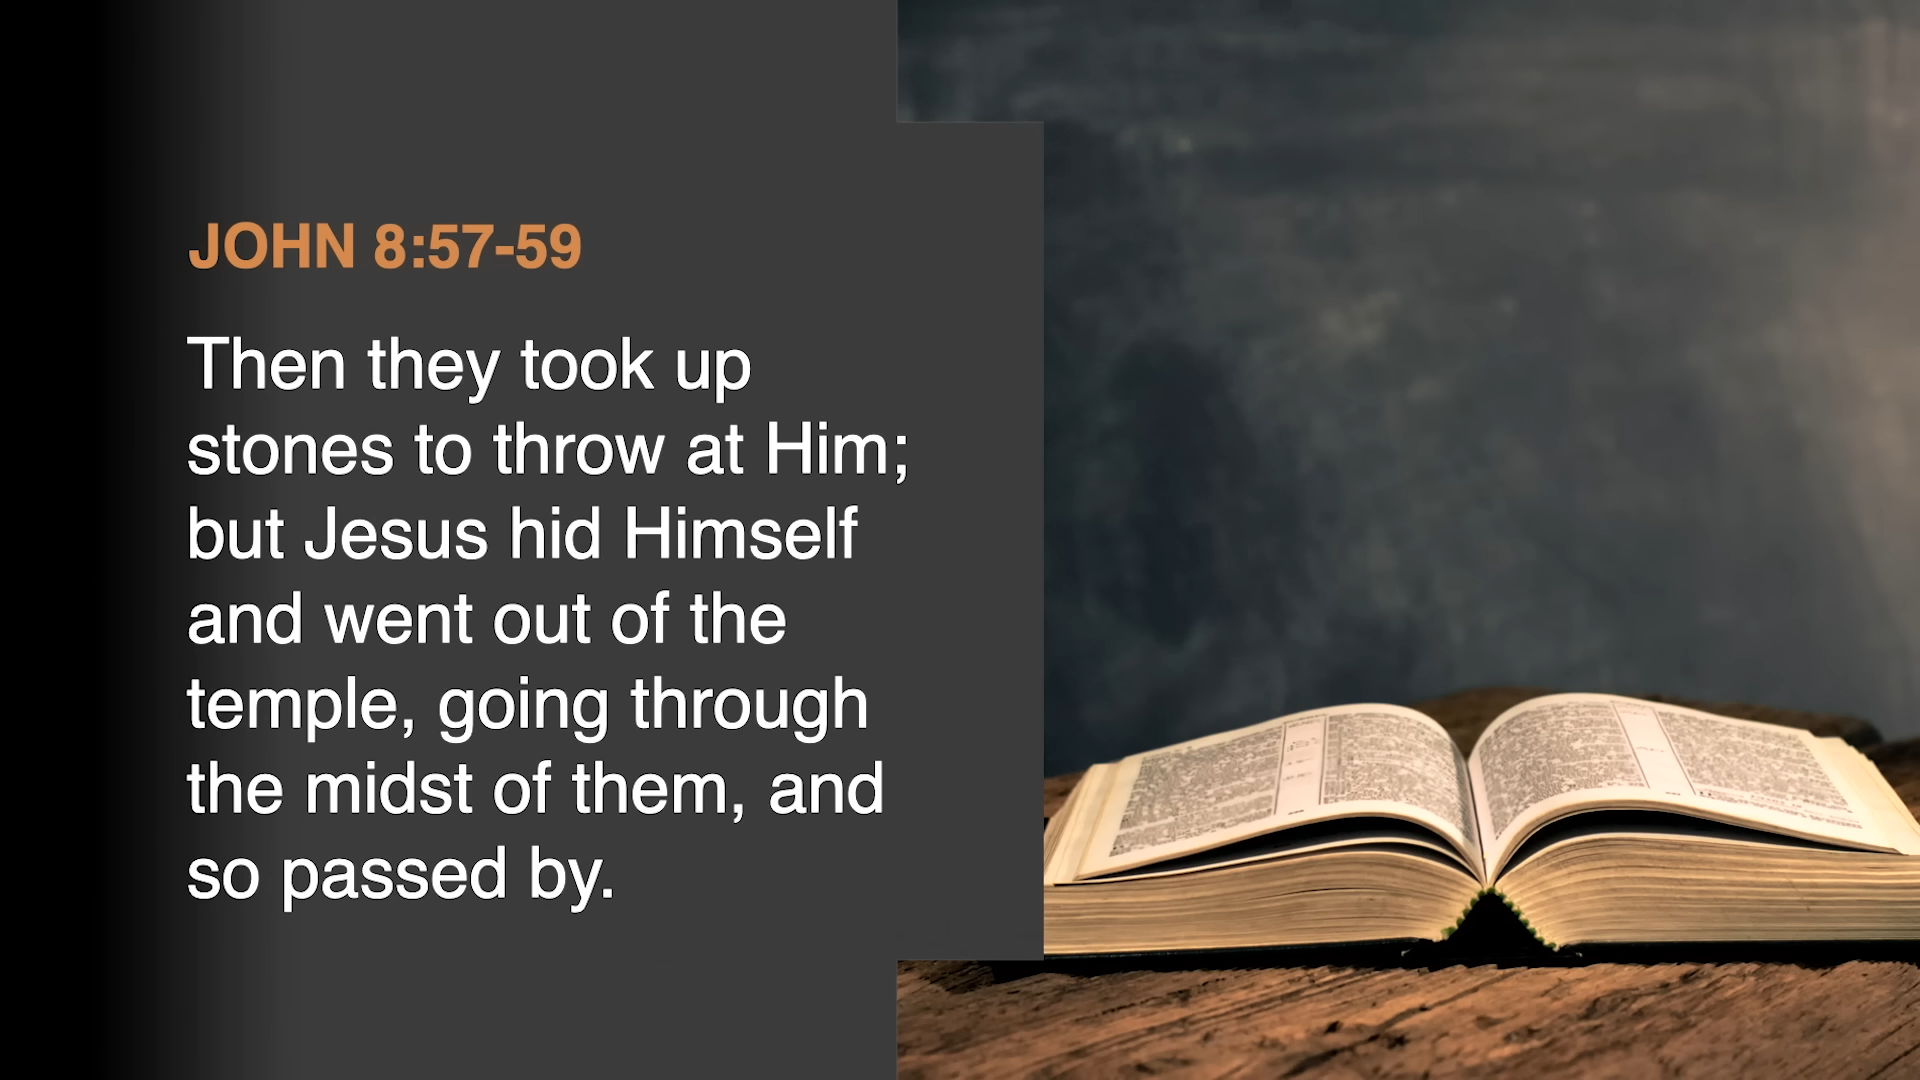 JOHN 8:57-59
Then they took up
stones to throw at Him;
but Jesus hid Himself
and went out of the
temple, going through
the midst of them, and
so passed by.